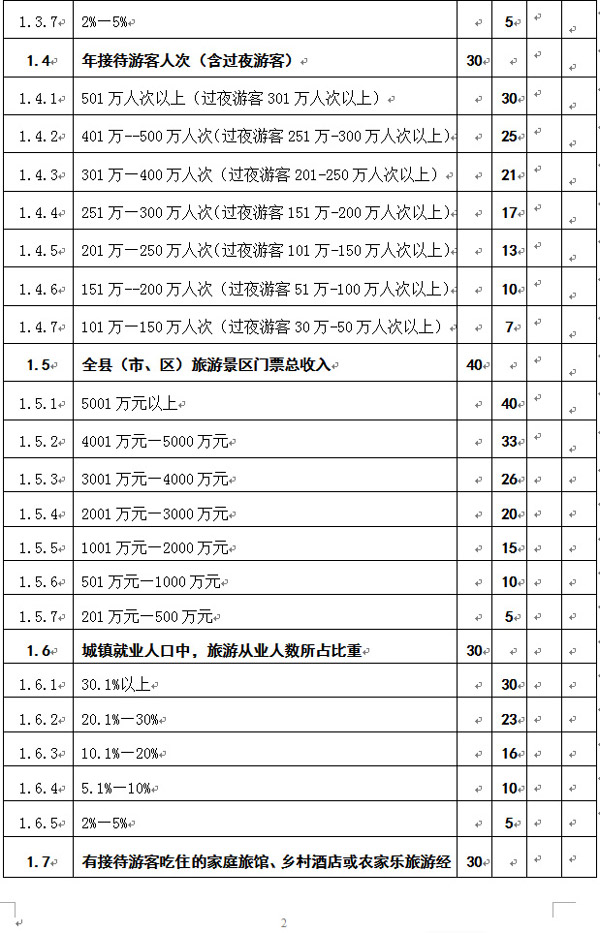 1.3.7 2%—5% 5
1.4 年接待游客人次（含过夜游客） 30
1.4.1 501万人次以上（过夜游客301万人次以上） 30
1.4.2 401万--500万人次(过夜游客251万-300万人次以上) 25
1.4.3 301万—400万人次（过夜游客201-250万人次以上） 21
1.4.4 251万—300万人次(过夜游客151万-200万人次以上) 17
1.4.5 201万—250万人次(过夜游客101万-150万人次以上) 13
1.4.6 151万--200万人次（过夜游客51万-100万人次以上） 10
1.4.7 101万—150万人次（过夜游客30万-50万人次以上） 7
1.5 全县（市、区）旅游景区门票总收入 40
1.5.1 5001万元以上 40
1.5.2 4001万元—5000万元 33
1.5.3 3001万元—4000万元 26
1.5.4 2001万元—3000万元 20
1.5.5 1001万元—2000万元 15
1.5.6 501万元—1000万元 10
1.5.7 201万元—500万元 5
1.6 城镇就业人口中，旅游从业人数所占比重 30
1.6.1 30.1%以上 30
1.6.2 20.1%—30% 23
1.6.3 10.1%—20% 16
1.6.4 5.1%—10% 10
1.6.5 2%—5% 5
1.7 有接待游客吃住的家庭旅馆、乡村酒店或农家乐旅游经 30
2